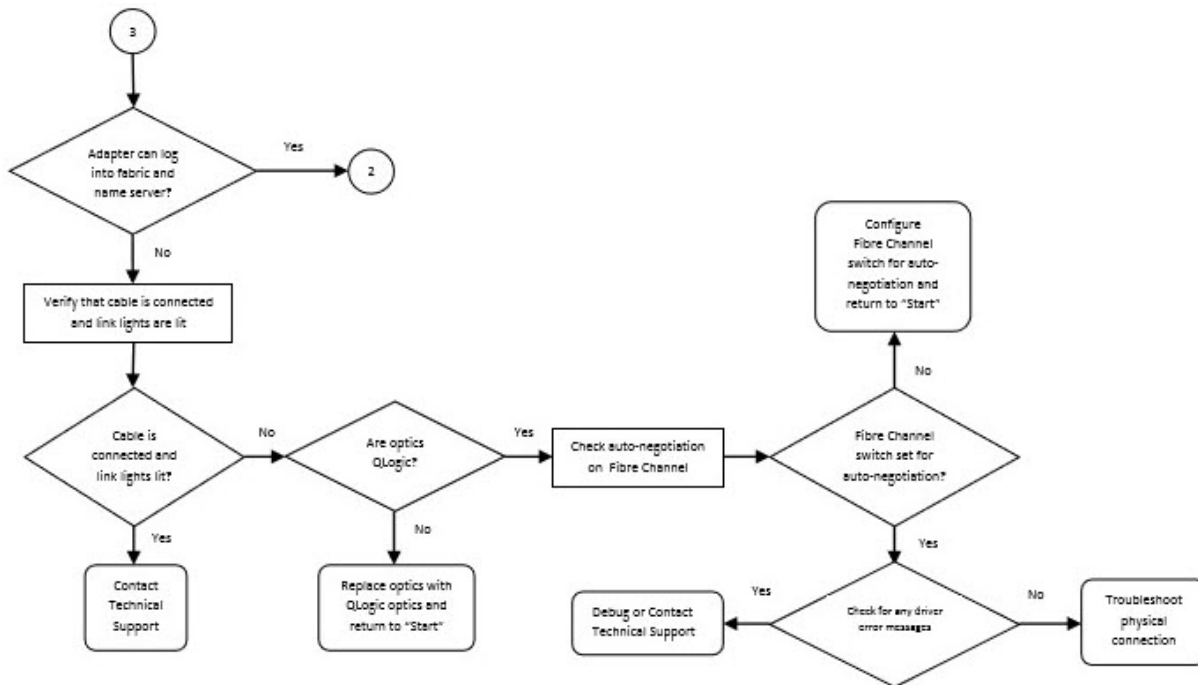 3
Adapter can log
into fabric and
name server?
Yes
2
No
Verify that cable is connected
and link lights are lit
Cable is
connected and
link lights lit?
No
Yes
Contact
Technical
Support
Are optics
QLogic?
Yes
No
Replace optics with
QLogic optics and
return to “Start”
Check auto-negotiation
on Fibre Channel
Fibre Channel
switch set for
auto-negotiation?
No
Configure
Fibre Channel
switch for auto-
negotiation and
return to “Start”
Yes
Check for any driver
error messages
Yes
Debug or Contact
Technical Support
No
Troubleshoot
physical
connection